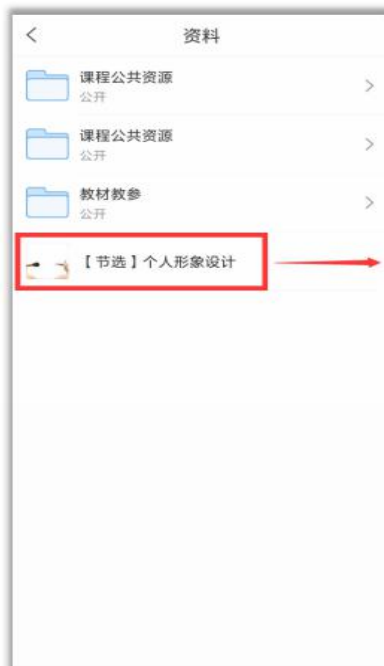 资料
课程公共资源
公开
课程公共资源
公开
教材教参
公开
【节选】个人形象设计